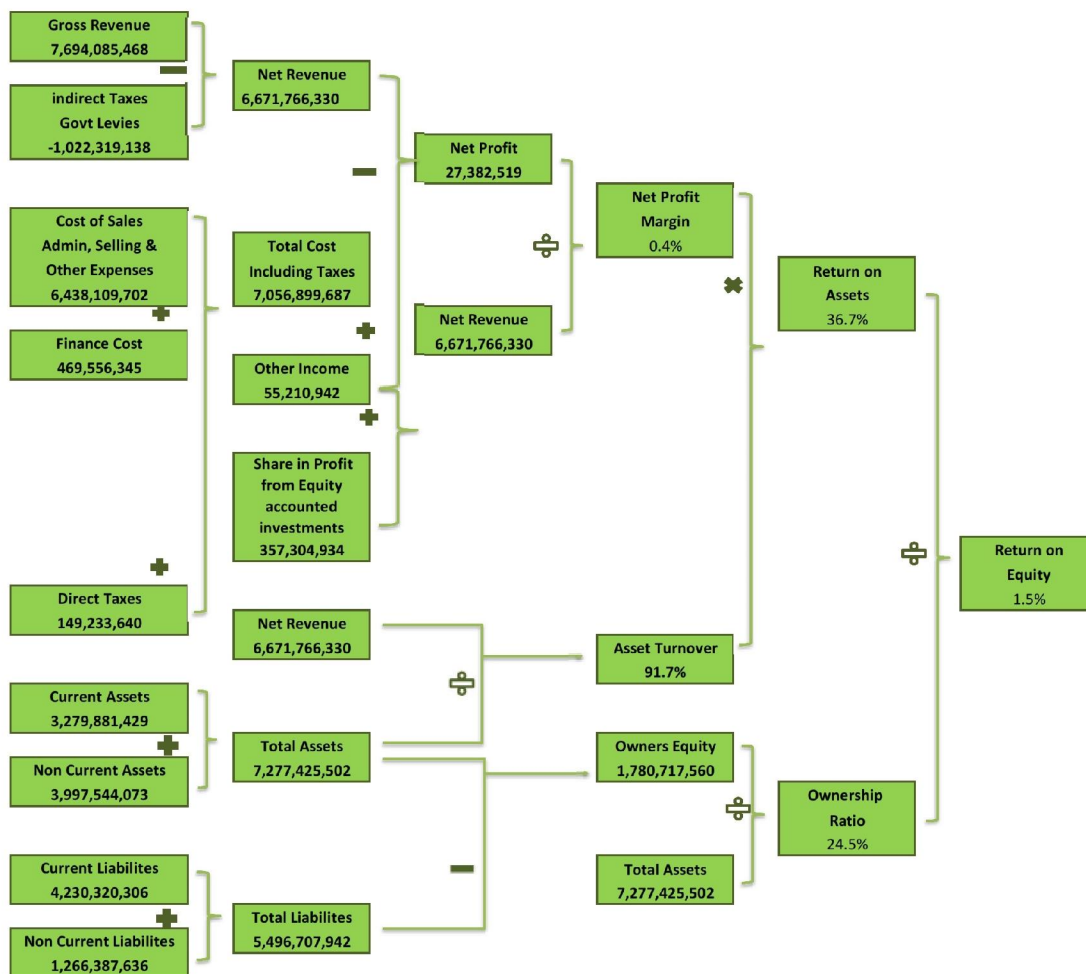 Gross Revenue
7,694,085,468
indirect Taxes
Govt Levies
-1,022,319,138
Net Revenue
6,671,766,330
Cost of Sales
Admin, Selling &
Other Expenses
6,438,109,702
Finance Cost
469,556,345
Direct Taxes
149,233,640
Total Cost
Including Taxes
7,056,899,687
Other Income
55,210,942
Share in Profit
from Equity
accounted
investments
357,304,934
Net Profit
27,382,519
Net Revenue
6,671,766,330
Net Profit
Margin
0.4%
Return on
Assets
36.7%
Return on
Equity
1.5%
Net Revenue
6,671,766,330
Asset Turnover
91.7%
Current Assets
3,279,881,429
Non Current Assets
3,997,544,073
Total Assets
7,277,425,502
Owners Equity
1,780,717,560
Total Assets
7,277,425,502
Ownership
Ratio
24.5%
Current Liabilites
4,230,320,306
Non Current Liabilites
1,266,387,636
Total Liabilites
5,496,707,942